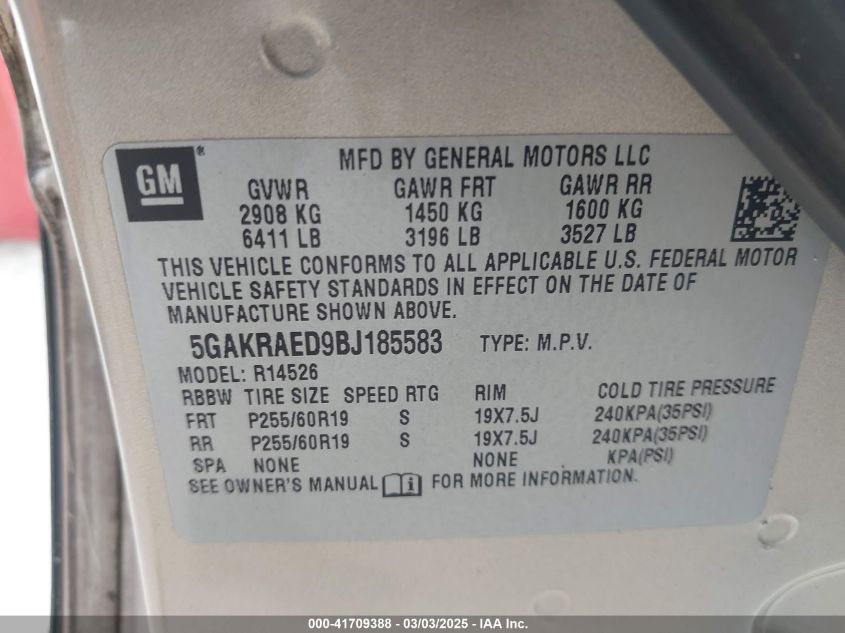 GM ® MFD BY GENERAL MOTORS LLC
GVWR GAWR FRT GAWR RR
2908 KG 1450 KG 1600 KG
6411 LB 3196 LB 3527 LB
THIS VEHICLE CONFORMS TO ALL APPLICABLE U.S. FEDERAL MOTOR
VEHICLE SAFETY STANDARDS IN EFFECT ON THE DATE OF
MANUFACTURE SHOWN ABOVE.
5GAKRAED9BJ185583 TYPE: M.P.V.
MODEL: R14526
RBBW TIRE SIZE SPEED RTG RIM COLD TIRE PRESSURE
FRT P255/60R19 S 19X7.5J 240KPA(35PSI)
RR P255/60R19 S 19X7.5J 240KPA(35PSI)
SPA NONE NONE KPA(PSI)
SEE OWNER'S MANUAL i FOR MORE INFORMATION.
000-41709388 - 03/03/2025 - IAA Inc.